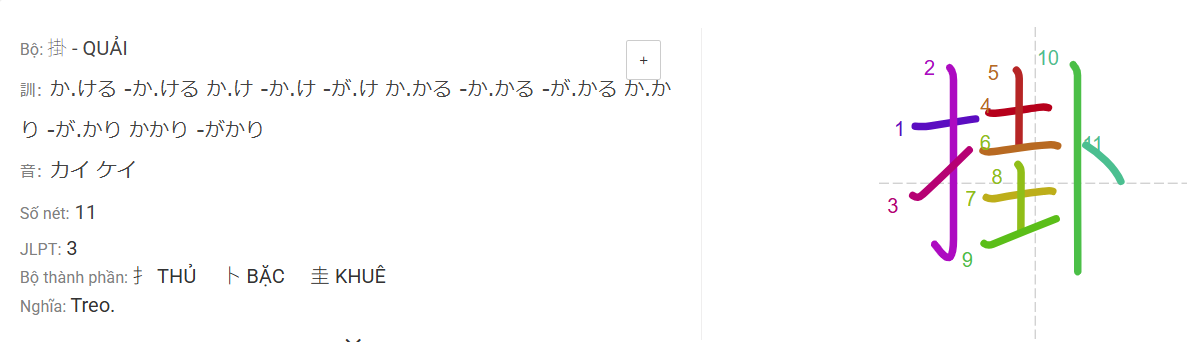 Bộ: 掛 - QUẢI
+
訓: か.ける -か.ける か.け -か.け -が.け か.かる -か.かる -が.かる か.か
り -が.かり かかり -がかり
音: カイ ケイ
Số nét: 11
JLPT: 3
Bộ thành phần: 扌 THỦ 卜 BẶC 圭 KHUÊ
Nghĩa: Treo.
掛
1
2
3
4
5
6
7
8
9
10
11